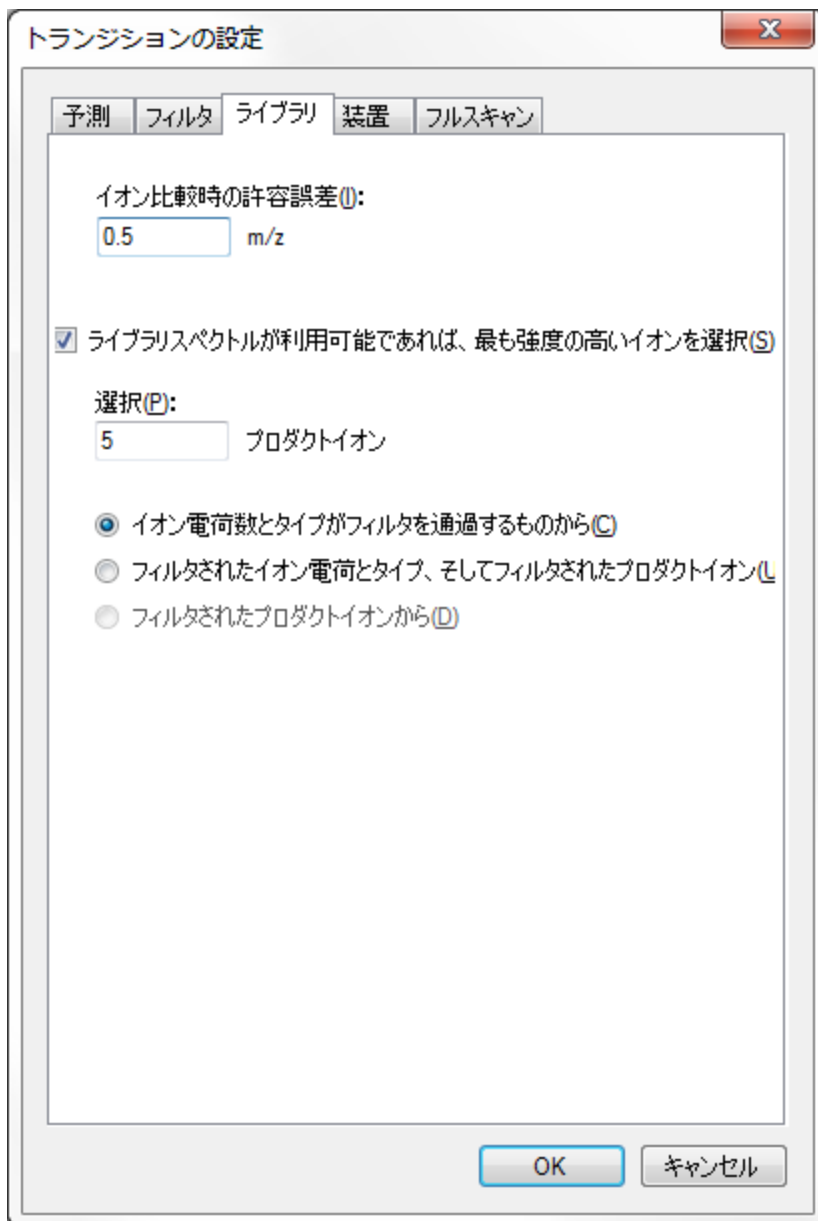 トランジションの設定
予測 フィルタ ライブラリ 装置 フルスキャン
イオン比較時の許容誤差(I):
0.5 m/z
ライブラリスペクトルが利用可能であれば、最も強度の高いイオンを選択(S)
選択(P):
5 プロダクトイオン
イオン電荷数とタイプがフィルタを通過するものから(C)
フィルタされたイオン電荷とタイプ、そしてフィルタされたプロダクトイオン(U
フィルタされたプロダクトイオンから(D)
OK キャンセル